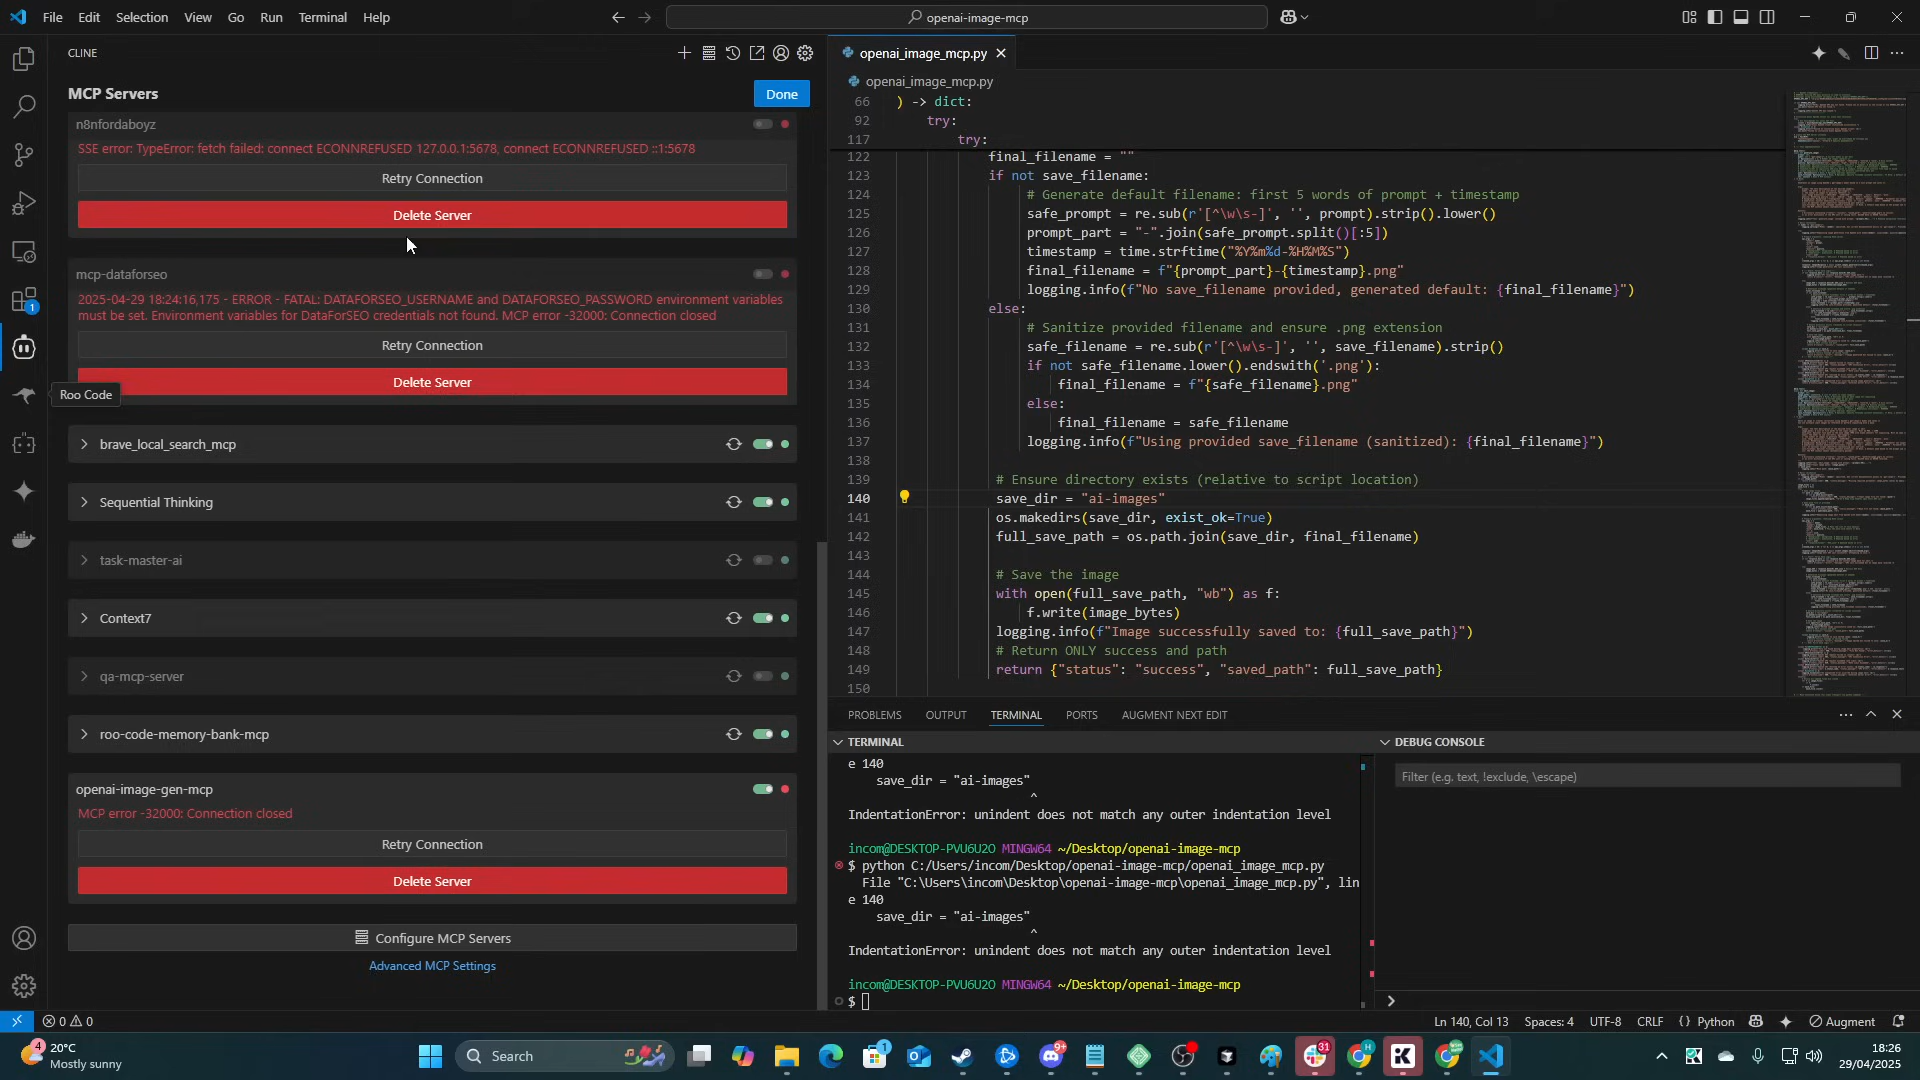 File Edit Selection View Go Run Terminal Help
openai-image-mcp
CLINE
MCP Servers
Done
n8nfordaboyz
SSE error: TypeError: fetch failed: connect ECONNREFUSED 127.0.0.1:5678, connect ECONNREFUSED ::1:5678
Retry Connection
Delete Server
mcp-dataforseo
2025-04-29 18:24:16,175 - ERROR - FATAL: DATAFORSEO_USERNAME and DATAFORSEO_PASSWORD environment variables
must be set. Environment variables for DataForSEO credentials not found. MCP error -32000: Connection closed
Retry Connection
Delete Server
Roo Code
brave_local_search_mcp
Sequential Thinking
task-master-ai
Context7
qa-mcp-server
roo-code-memory-bank-mcp
openai-image-gen-mcp
MCP error -32000: Connection closed
Retry Connection
Delete Server
Configure MCP Servers
Advanced MCP Settings
1
openai_image_mcp.py
openai_image_mcp.py
66 ) -> dict:
92 try:
117 try:
122 final_filename = ""
123 if not save_filename:
124 # Generate default filename: first 5 words of prompt + timestamp
125 safe_prompt = re.sub(r'[^\w\s-]', '', prompt).strip().lower()
126 prompt_part = "-".join(safe_prompt.split()[:5])
127 timestamp = time.strftime("%Y%m%d-%H%M%S")
128 final_filename = f"{prompt_part}-{timestamp}.png"
129 logging.info(f"No save_filename provided, generated default: {final_filename}")
130 else:
131 # Sanitize provided filename and ensure .png extension
132 safe_filename = re.sub(r'[^\w\s-]', '', save_filename).strip()
133 if not safe_filename.lower().endswith('.png'):
134 final_filename = f"{safe_filename}.png"
135 else:
136 final_filename = safe_filename
137 logging.info(f"Using provided save_filename (sanitized): {final_filename}")
138
139 # Ensure directory exists (relative to script location)
140 save_dir = "ai-images"
141 os.makedirs(save_dir, exist_ok=True)
142 full_save_path = os.path.join(save_dir, final_filename)
143
144 # Save the image
145 with open(full_save_path, "wb") as f:
146 f.write(image_bytes)
147 logging.info(f"Image successfully saved to: {full_save_path}")
148 # Return ONLY success and path
149 return {"status": "success", "saved_path": full_save_path}
150
PROBLEMS OUTPUT TERMINAL PORTS AUGMENT NEXT EDIT
TERMINAL
e 140
save_dir = "ai-images"
^
IndentationError: unindent does not match any outer indentation level
incom@DESKTOP-PVU6U2O MINGW64 ~/Desktop/openai-image-mcp
$ python C:/Users/incom/Desktop/openai-image-mcp/openai_image_mcp.py
File "C:\Users\incom\Desktop\openai-image-mcp\openai_image_mcp.py", lin
e 140
save_dir = "ai-images"
^
IndentationError: unindent does not match any outer indentation level
incom@DESKTOP-PVU6U2O MINGW64 ~/Desktop/openai-image-mcp
$
DEBUG CONSOLE
Filter (e.g. text, !exclude, \escape)
0 0
Ln 140, Col 13 Spaces: 4 UTF-8 CRLF {} Python Augment
4
20°C
Mostly sunny
Search
1
9+
31
H
K
18:26
29/04/2025